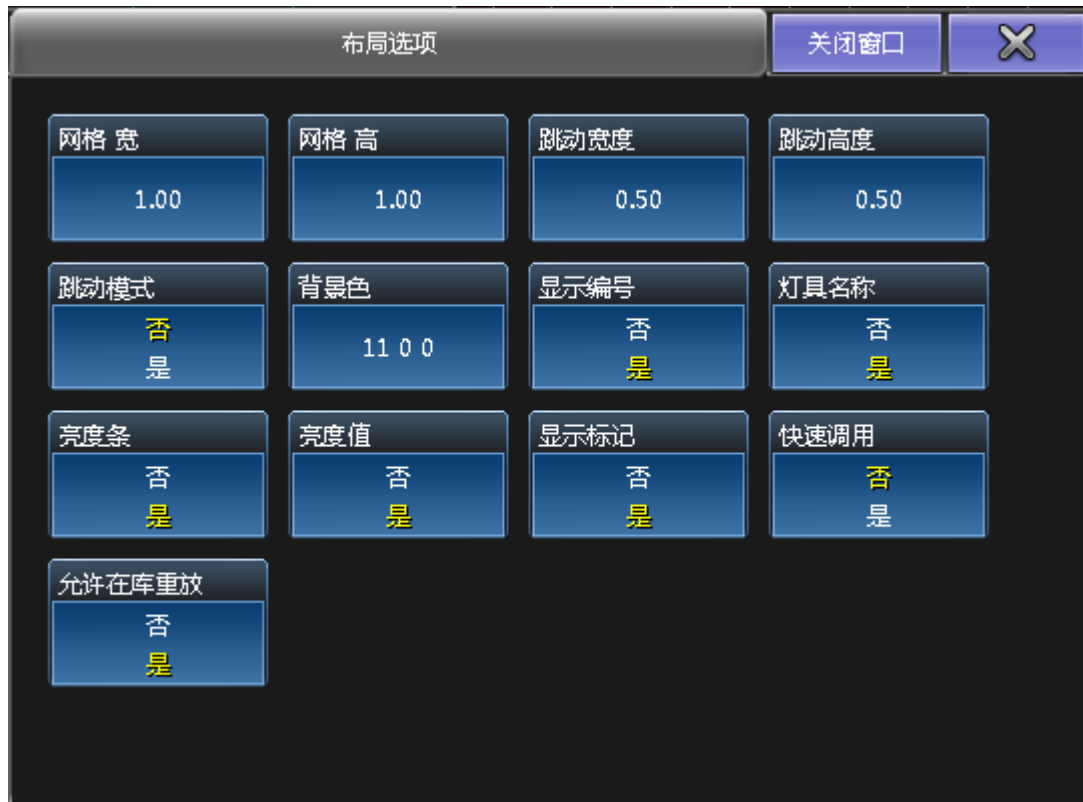 布局选项
关闭窗口
网格 宽
网格 高
跳动宽度
跳动高度
1.00
1.00
0.50
0.50
跳动模式
背景色
显示编号
灯具名称
否
是
11 0 0
否
是
否
是
亮度条
亮度值
显示标记
快速调用
否
是
否
是
否
是
否
是
允许在库重放
否
是